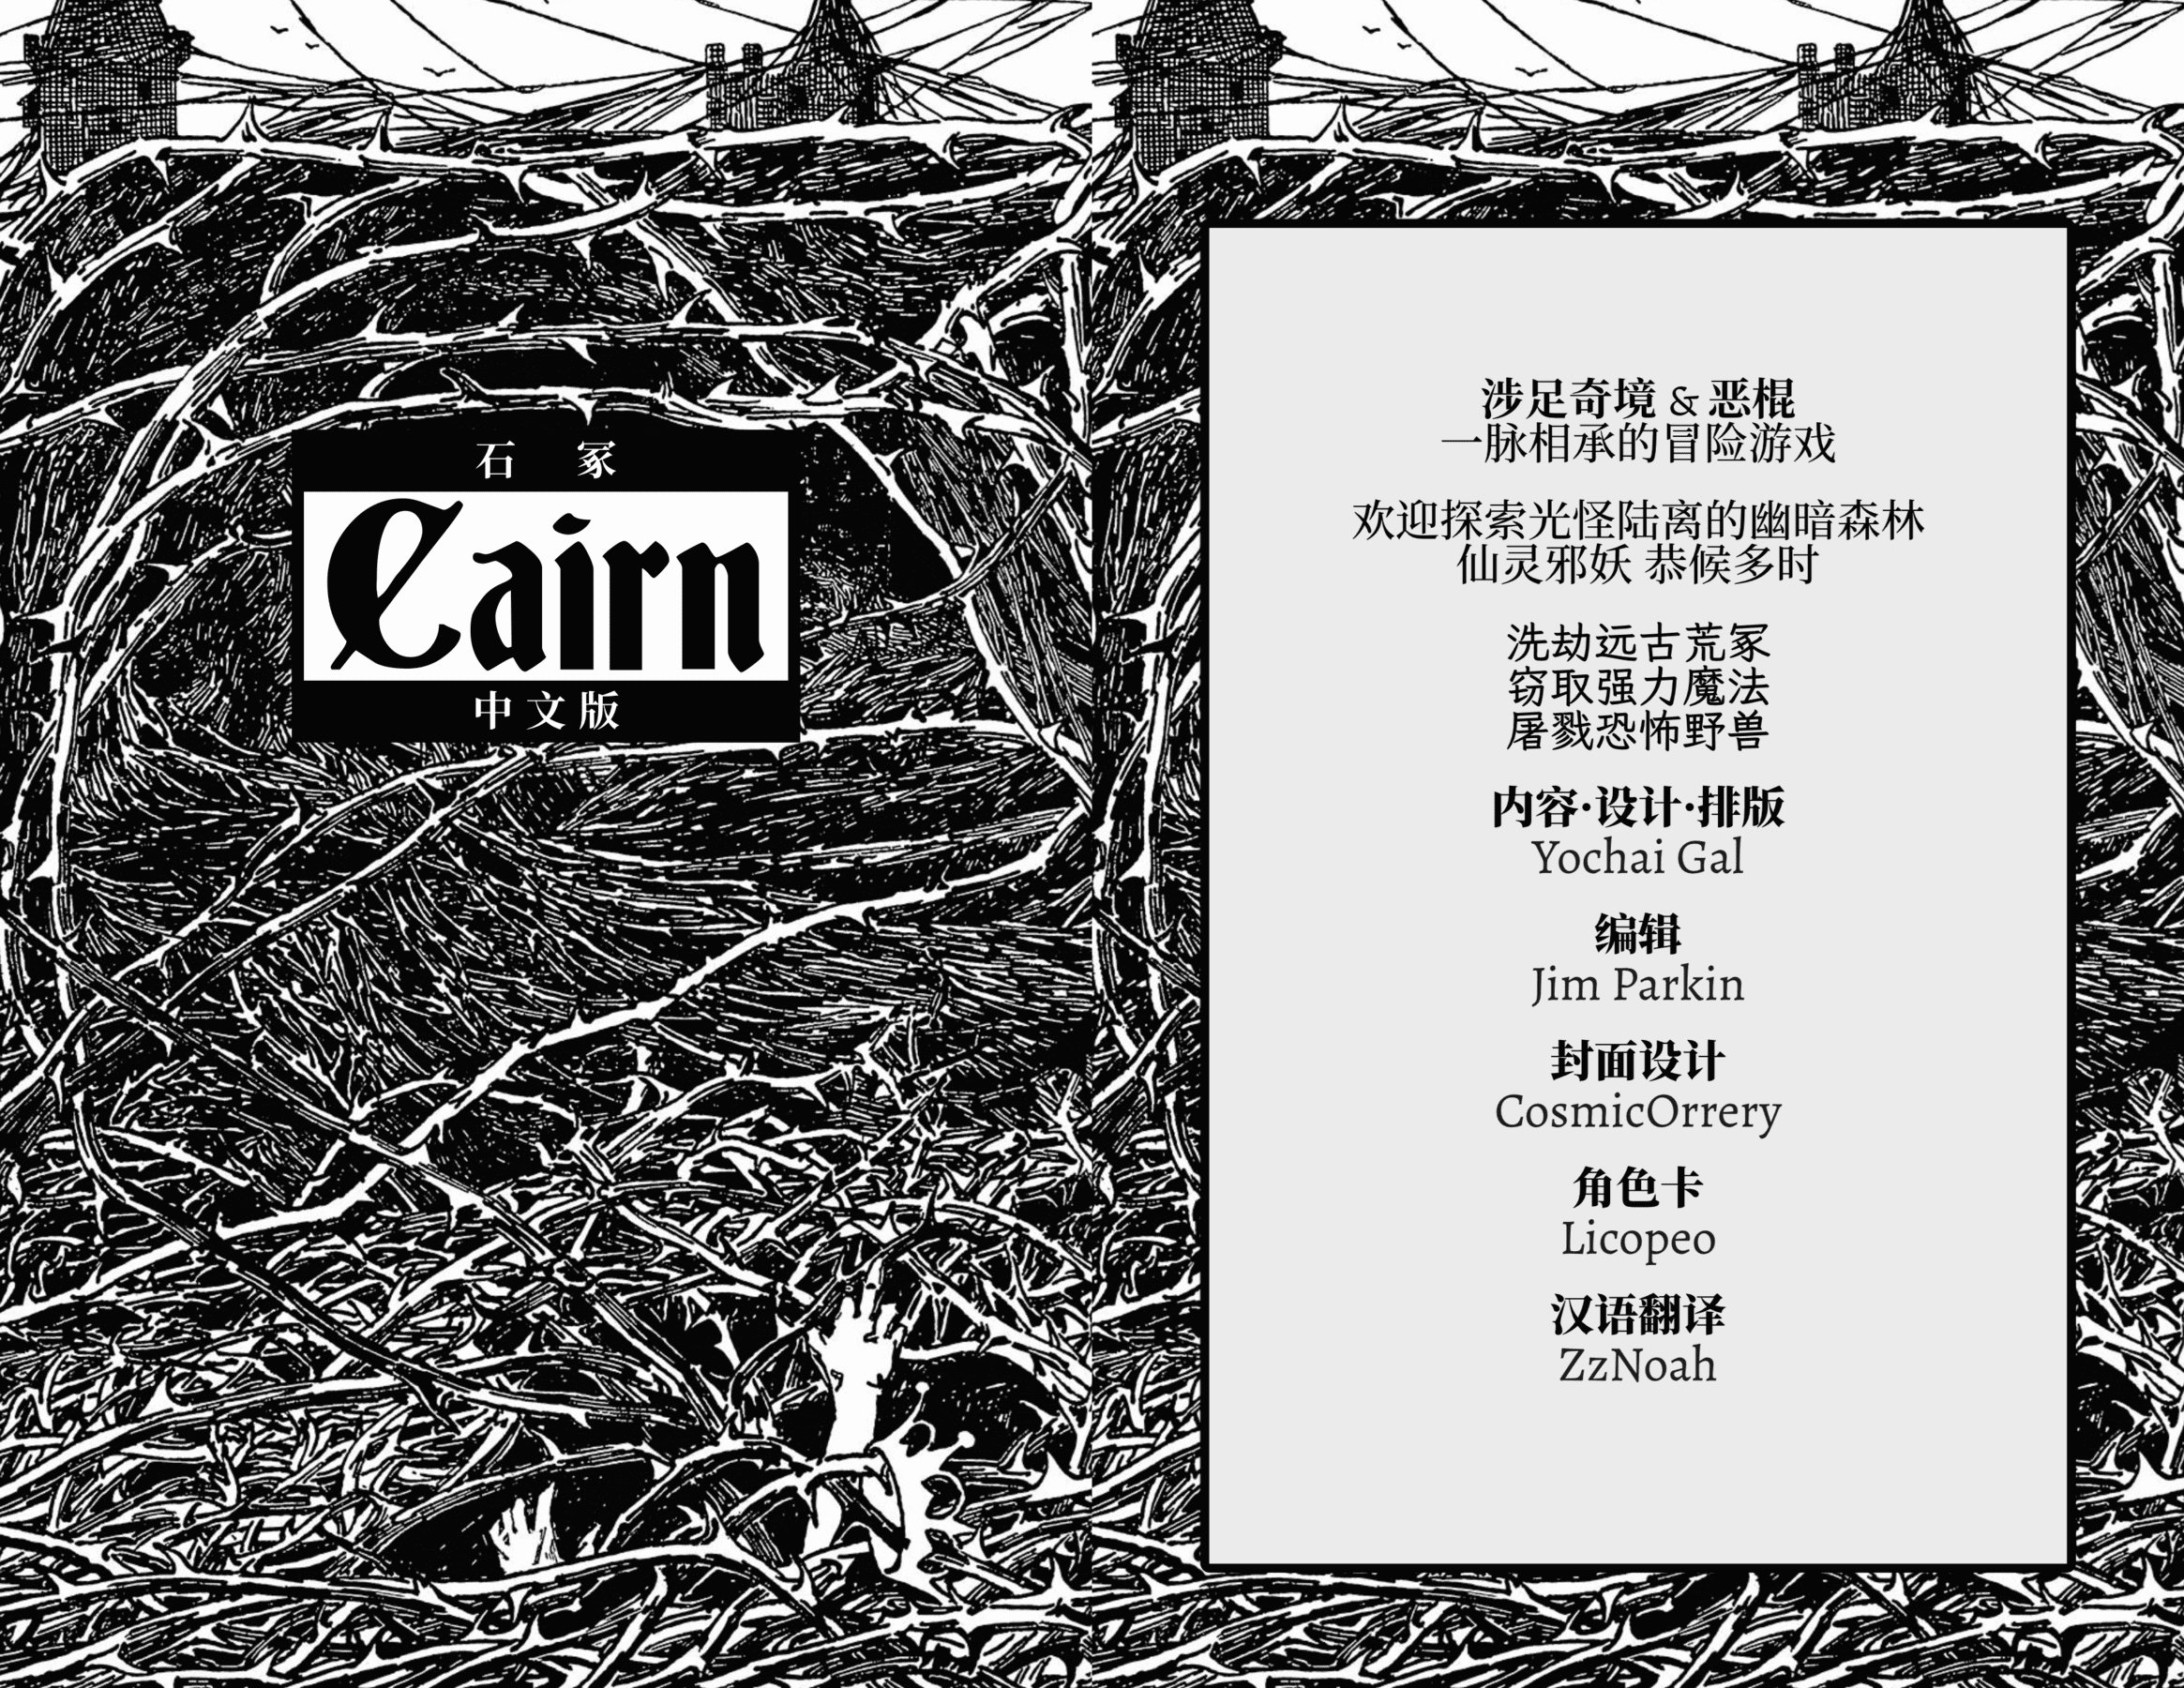 石 冢
Cairn
中文版
涉足奇境 & 恶棍
一脉相承的冒险游戏
欢迎探索光怪陆离的幽暗森林
仙灵邪妖 恭候多时
洗劫远古荒冢
窃取强力魔法
屠戮恐怖野兽
内容·设计·排版
Yochai Gal
编辑
Jim Parkin
封面设计
CosmicOrrery
角色卡
Licopeo
汉语翻译
ZzNoah